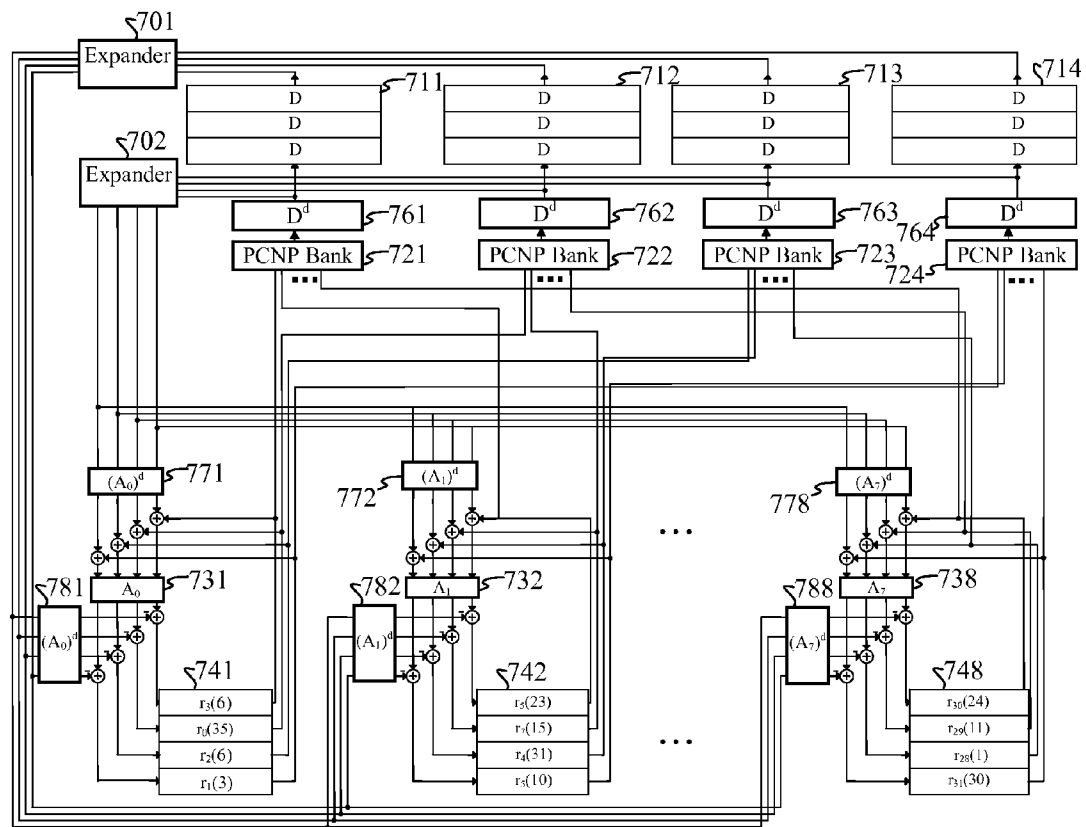 701
Expander
711
712
713
714
D
D
D
D
D
D
D
D
D
D
D
D
702
Expander
D^d
761
D^d
762
D^d
763
D^d
764
PCNP Bank
721
PCNP Bank
722
PCNP Bank
723
PCNP Bank
724
(A₀)^d
771
(A₁)^d
772
(A₇)^d
778
781
A₀
731
782
A₁
732
788
A₇
738
(A₀)^d
(A₁)^d
(A₇)^d
741
742
748
r₃(6)
r₅(23)
r₃₀(24)
r₀(35)
r₇(15)
r₂₉(11)
r₂(6)
r₄(31)
r₂₈(1)
r₁(3)
r₅(10)
r₃₁(30)